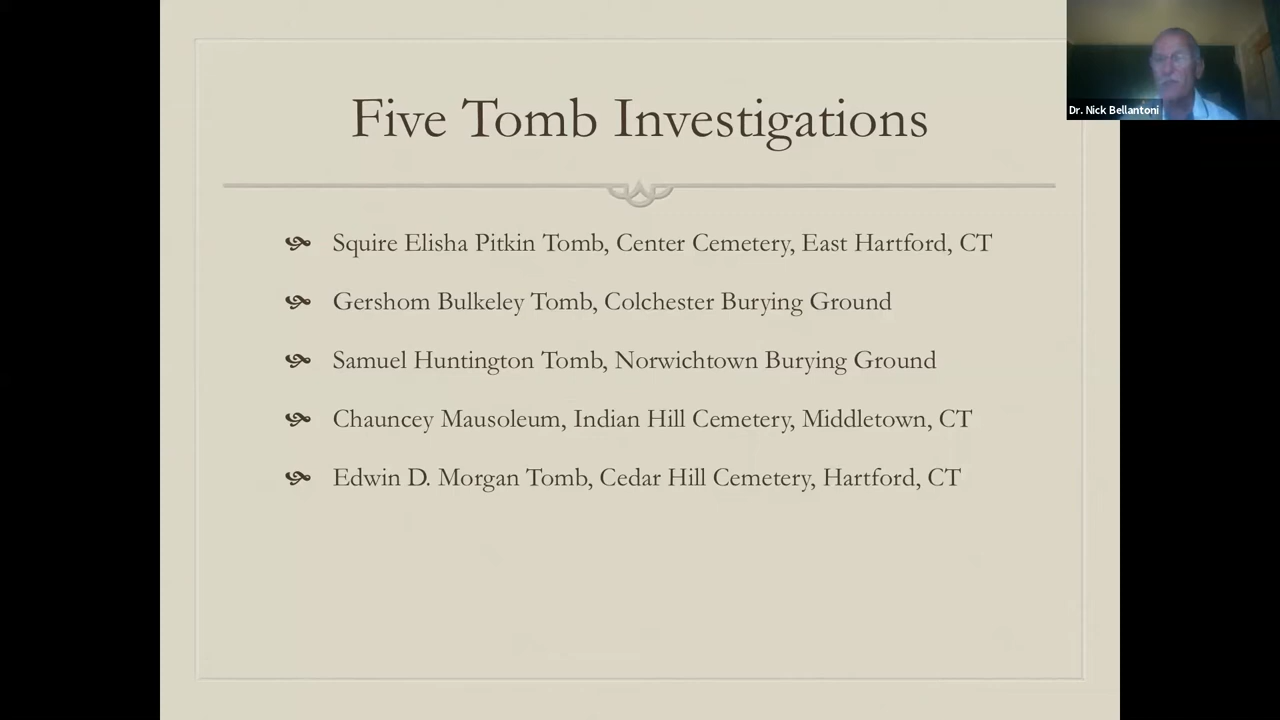 Five Tomb Investigations
Dr. Nick Bellantoni
Squire Elisha Pitkin Tomb, Center Cemetery, East Hartford, CT
Gershom Bulkeley Tomb, Colchester Burying Ground
Samuel Huntington Tomb, Norwichtown Burying Ground
Chauncey Mausoleum, Indian Hill Cemetery, Middletown, CT
Edwin D. Morgan Tomb, Cedar Hill Cemetery, Hartford, CT